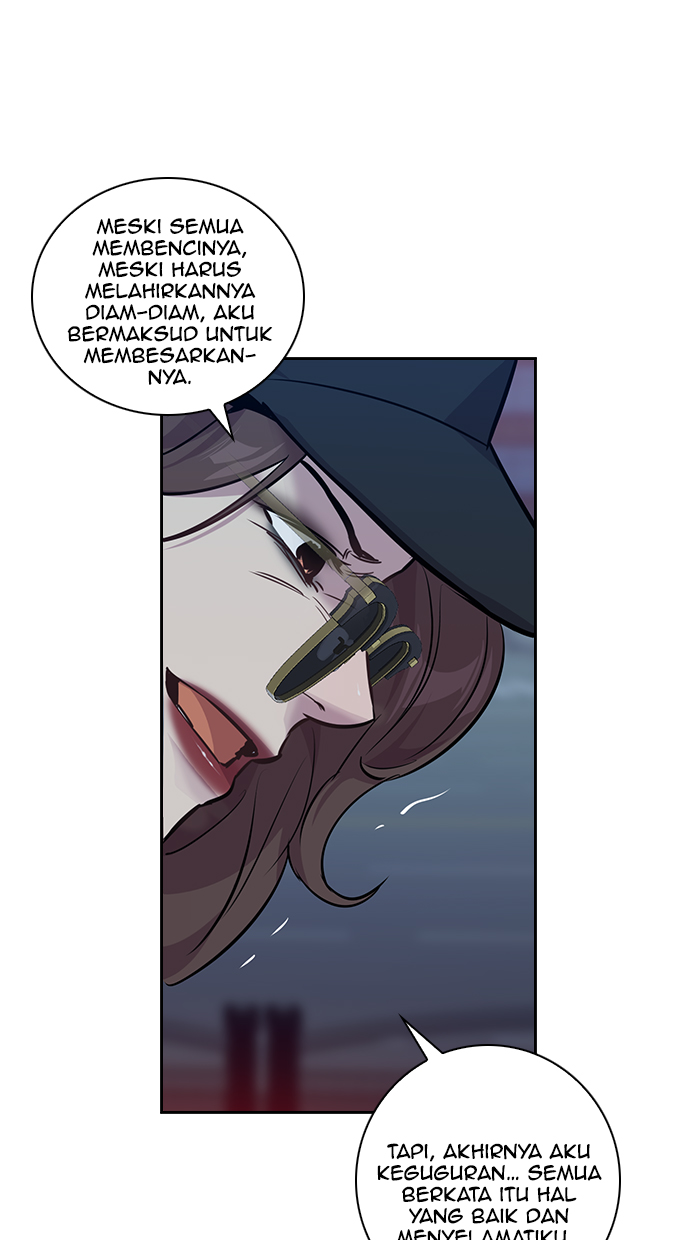 MESKI SEMUA
MEMBENCINYA,
MESKI HARUS
MELAHIRKANNYA
DIAM-DIAM, AKU
BERMAKSUD UNTUK
MEMBESARKAN-
NYA.
TAPI, AKHIRNYA AKU
KEGUGURAN... SEMUA
BERKATA ITU HAL
YANG BAIK DAN
MENYELAMATIKU.